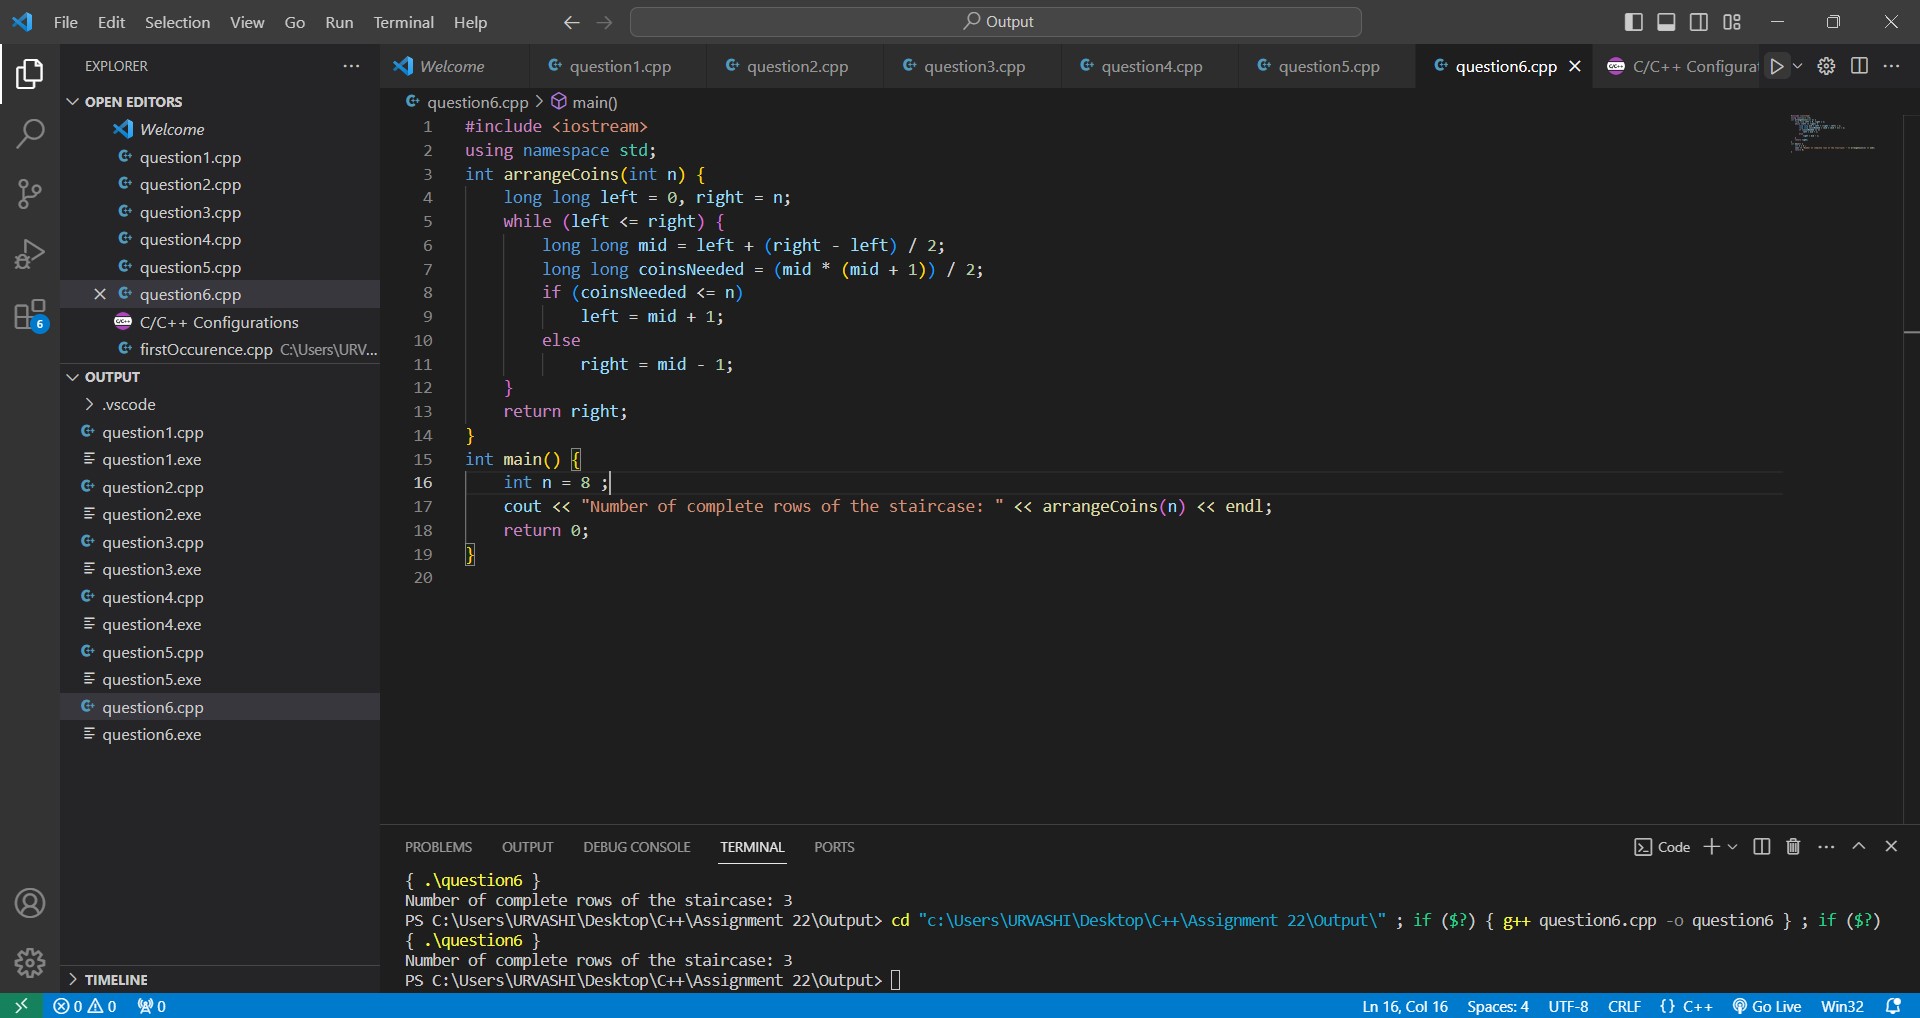 File Edit Selection View Go Run Terminal Help
Output
EXPLORER
OPEN EDITORS
Welcome
question1.cpp
question2.cpp
question3.cpp
question4.cpp
question5.cpp
question6.cpp
C/C++ Configurations
firstOccurence.cpp C:\Users\URV...
OUTPUT
.vscode
question1.cpp
question1.exe
question2.cpp
question2.exe
question3.cpp
question3.exe
question4.cpp
question4.exe
question5.cpp
question5.exe
question6.cpp
question6.exe
TIMELINE
6
Welcome question1.cpp question2.cpp question3.cpp question4.cpp question5.cpp question6.cpp C/C++ Configurat
question6.cpp > main()
1 #include <iostream>
2 using namespace std;
3 int arrangeCoins(int n) {
4 long long left = 0, right = n;
5 while (left <= right) {
6 long long mid = left + (right - left) / 2;
7 long long coinsNeeded = (mid * (mid + 1)) / 2;
8 if (coinsNeeded <= n)
9 left = mid + 1;
10 else
11 right = mid - 1;
12 }
13 return right;
14 }
15 int main() {
16 int n = 8 ;
17 cout << "Number of complete rows of the staircase: " << arrangeCoins(n) << endl;
18 return 0;
19 }
20
PROBLEMS OUTPUT DEBUG CONSOLE TERMINAL PORTS
Code
{ .\question6 }
Number of complete rows of the staircase: 3
PS C:\Users\URVASHI\Desktop\C++\Assignment 22\Output> cd "c:\Users\URVASHI\Desktop\C++\Assignment 22\Output\" ; if ($?) { g++ question6.cpp -o question6 } ; if ($?)
{ .\question6 }
Number of complete rows of the staircase: 3
PS C:\Users\URVASHI\Desktop\C++\Assignment 22\Output>
0 0 0
Ln 16, Col 16 Spaces: 4 UTF-8 CRLF {} C++ Go Live Win32